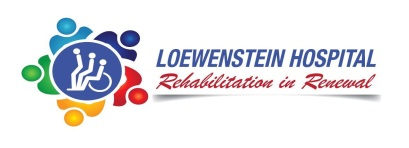 LOEWENSTEIN HOSPITAL
Rehabilitation in Renewal